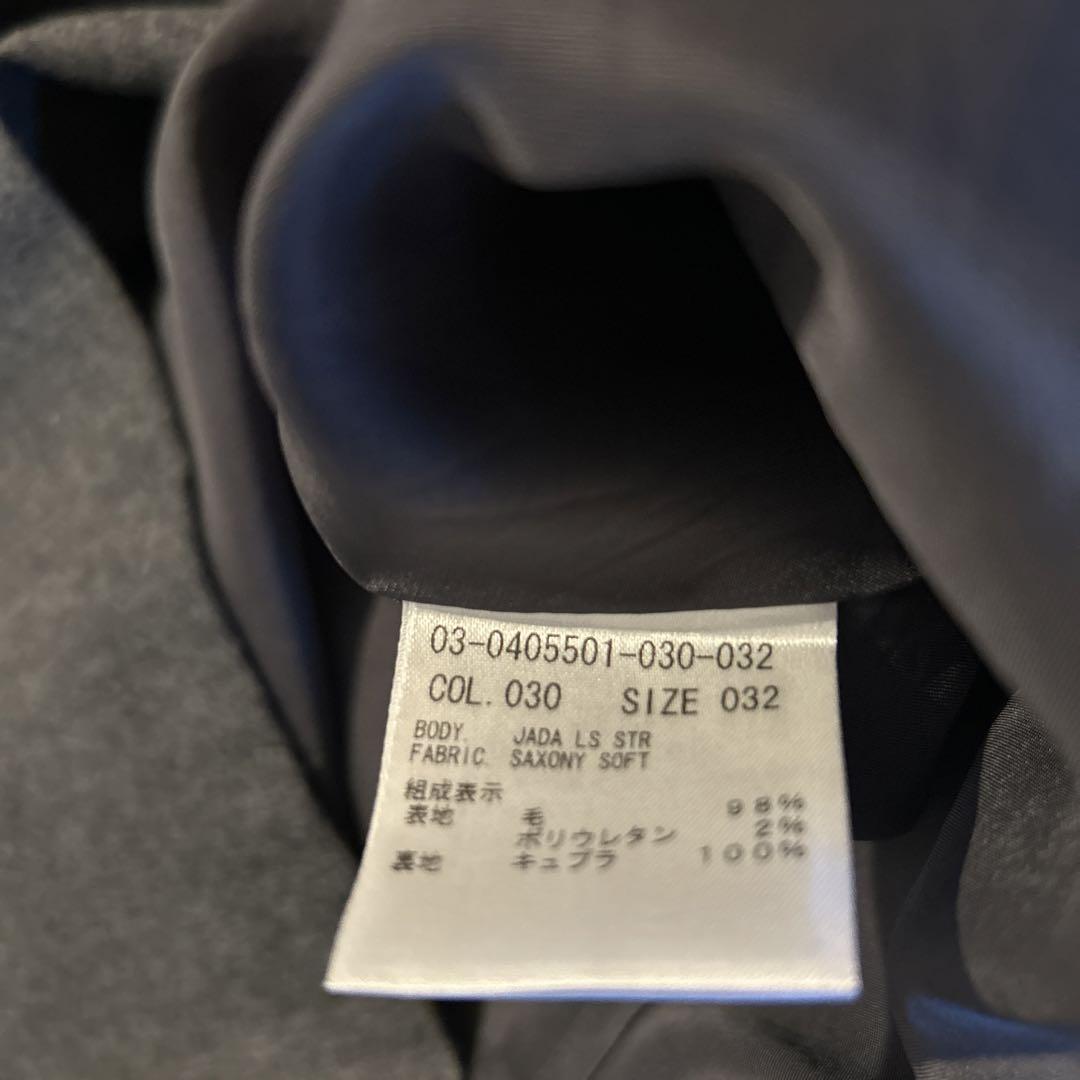 03-0405501-030-032
COL. 030 SIZE 032
BODY. JADA LS STR
FABRIC. SAXONY SOFT
組成表示
表地 毛 98%
ポリウレタン 2%
裏地 キュプラ 100%